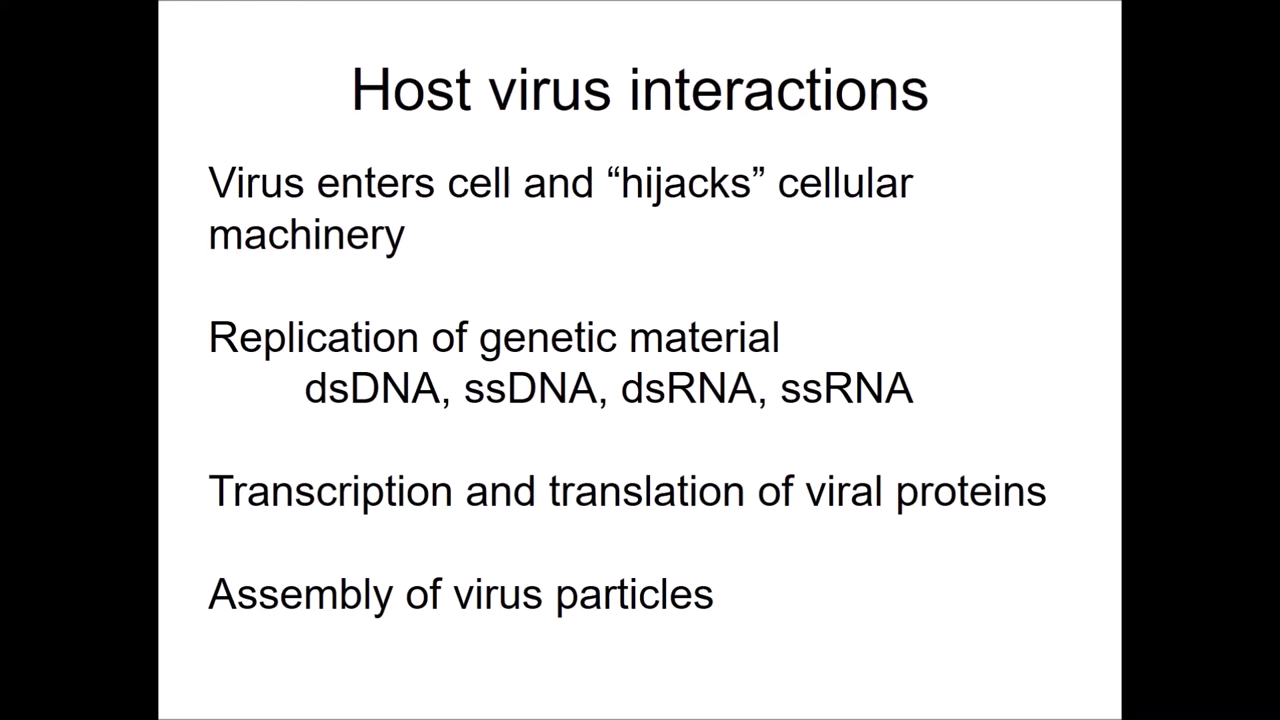 Host virus interactions
Virus enters cell and “hijacks” cellular
machinery
Replication of genetic material
dsDNA, ssDNA, dsRNA, ssRNA
Transcription and translation of viral proteins
Assembly of virus particles